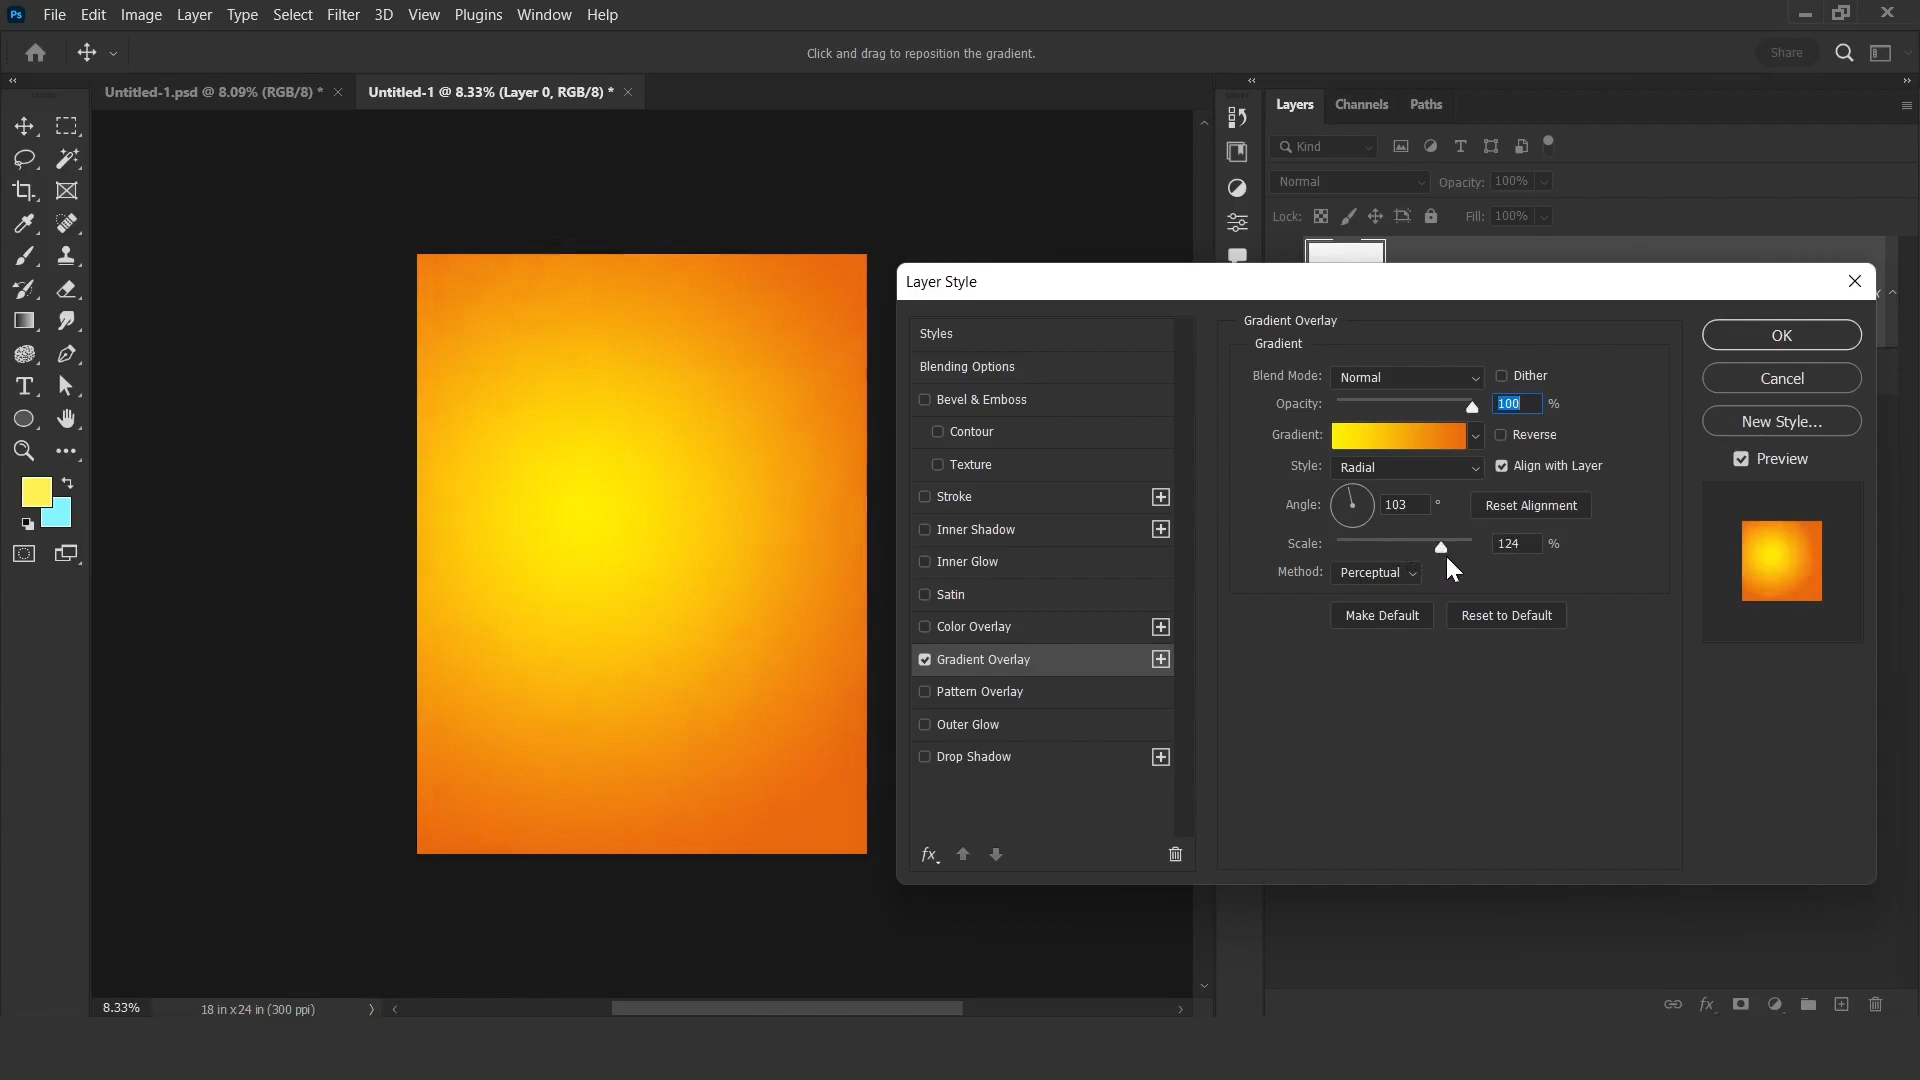 Ps File Edit Image Layer Type Select Filter 3D View Plugins Window Help
Click and drag to reposition the gradient.
Share
Untitled-1.psd @ 8.09% (RGB/8) *
Untitled-1 @ 8.33% (Layer 0, RGB/8) *
Layers Channels Paths
Kind
Normal Opacity: 100%
Lock: Fill: 100%
Layer Style
Styles
Blending Options
Bevel & Emboss
Contour
Texture
Stroke
Inner Shadow
Inner Glow
Satin
Color Overlay
Gradient Overlay
Pattern Overlay
Outer Glow
Drop Shadow
fx
Gradient Overlay
Gradient
Blend Mode: Normal Dither
Opacity: 100 %
Gradient: Reverse
Style: Radial Align with Layer
Angle: 103 ° Reset Alignment
Scale: 124 %
Method: Perceptual
Make Default Reset to Default
OK
Cancel
New Style...
Preview
8.33% 18 in x 24 in (300 ppi)
fx